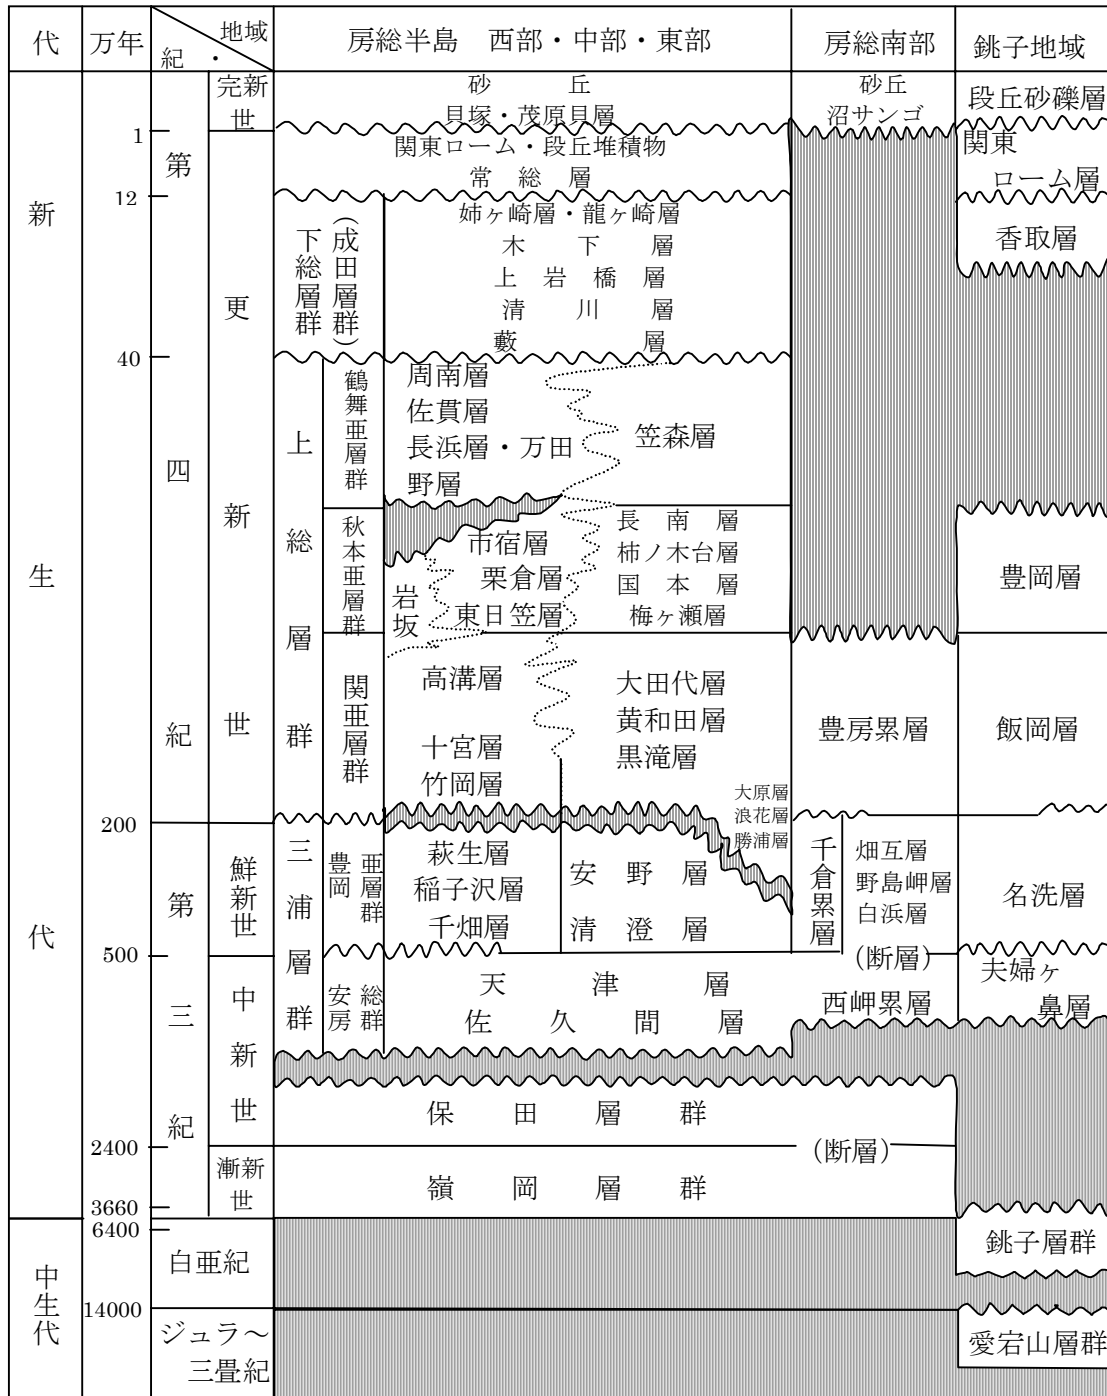 代
万年
地域
・
紀
房総半島 西部・中部・東部
房総南部
銚子地域
新
生
代
中生代
1
12
40
200
500
2400
3660
6400
14000
第
四
紀
第
三
紀
白亜紀
ジュラ～
三畳紀
完新
世
更
新
世
鮮新世
中
新
世
漸新
世
砂丘
貝塚・茂原貝層
関東ローム・段丘堆積物
常総層
下総層群
(成田層群)
姉ヶ崎層・龍ヶ崎層
木下層
上岩橋層
清川層
藪層
上
総
層
群
鶴舞亜層群
周南層
佐貫層
長浜層・万田
野層
笠森層
秋本亜層群
市宿層
栗倉層
東日笠層
岩坂
長南層
柿ノ木台層
国本層
梅ヶ瀬層
関亜層群
高溝層
十宮層
竹岡層
大田代層
黄和田層
黒滝層
大原層
浪花層
勝浦層
三
浦
層
群
豊岡
亜層群
萩生層
稲子沢層
千畑層
安野層
清澄層
安房
総群
天津層
佐久間層
保田層群
嶺岡層群
砂丘
沼サンゴ
豊房累層
千倉累層
畑互層
野島岬層
白浜層
(断層)
西岬累層
(断層)
段丘砂礫層
関東
ローム層
香取層
豊岡層
飯岡層
名洗層
夫婦ヶ
鼻層
銚子層群
愛宕山層群